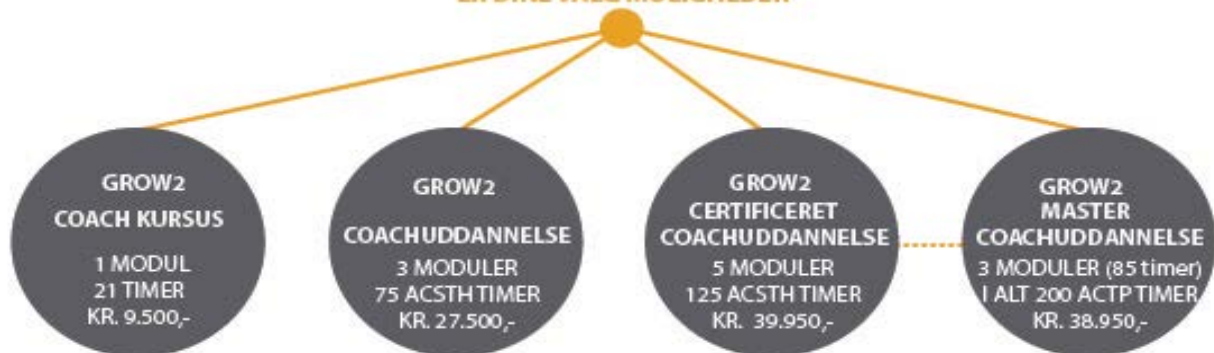 GROW2
COACH KURSUS
1 MODUL
21 TIMER
KR. 9.500,-
GROW2
COACHUDDANNELSE
3 MODULER
75 ACSTH TIMER
KR. 27.500,-
GROW2
CERTIFICERET
COACHUDDANNELSE
5 MODULER
125 ACSTH TIMER
KR. 39.950,-
GROW2
MASTER
COACHUDDANNELSE
3 MODULER (85 timer)
I ALT 200 ACTP TIMER
KR. 38.950,-